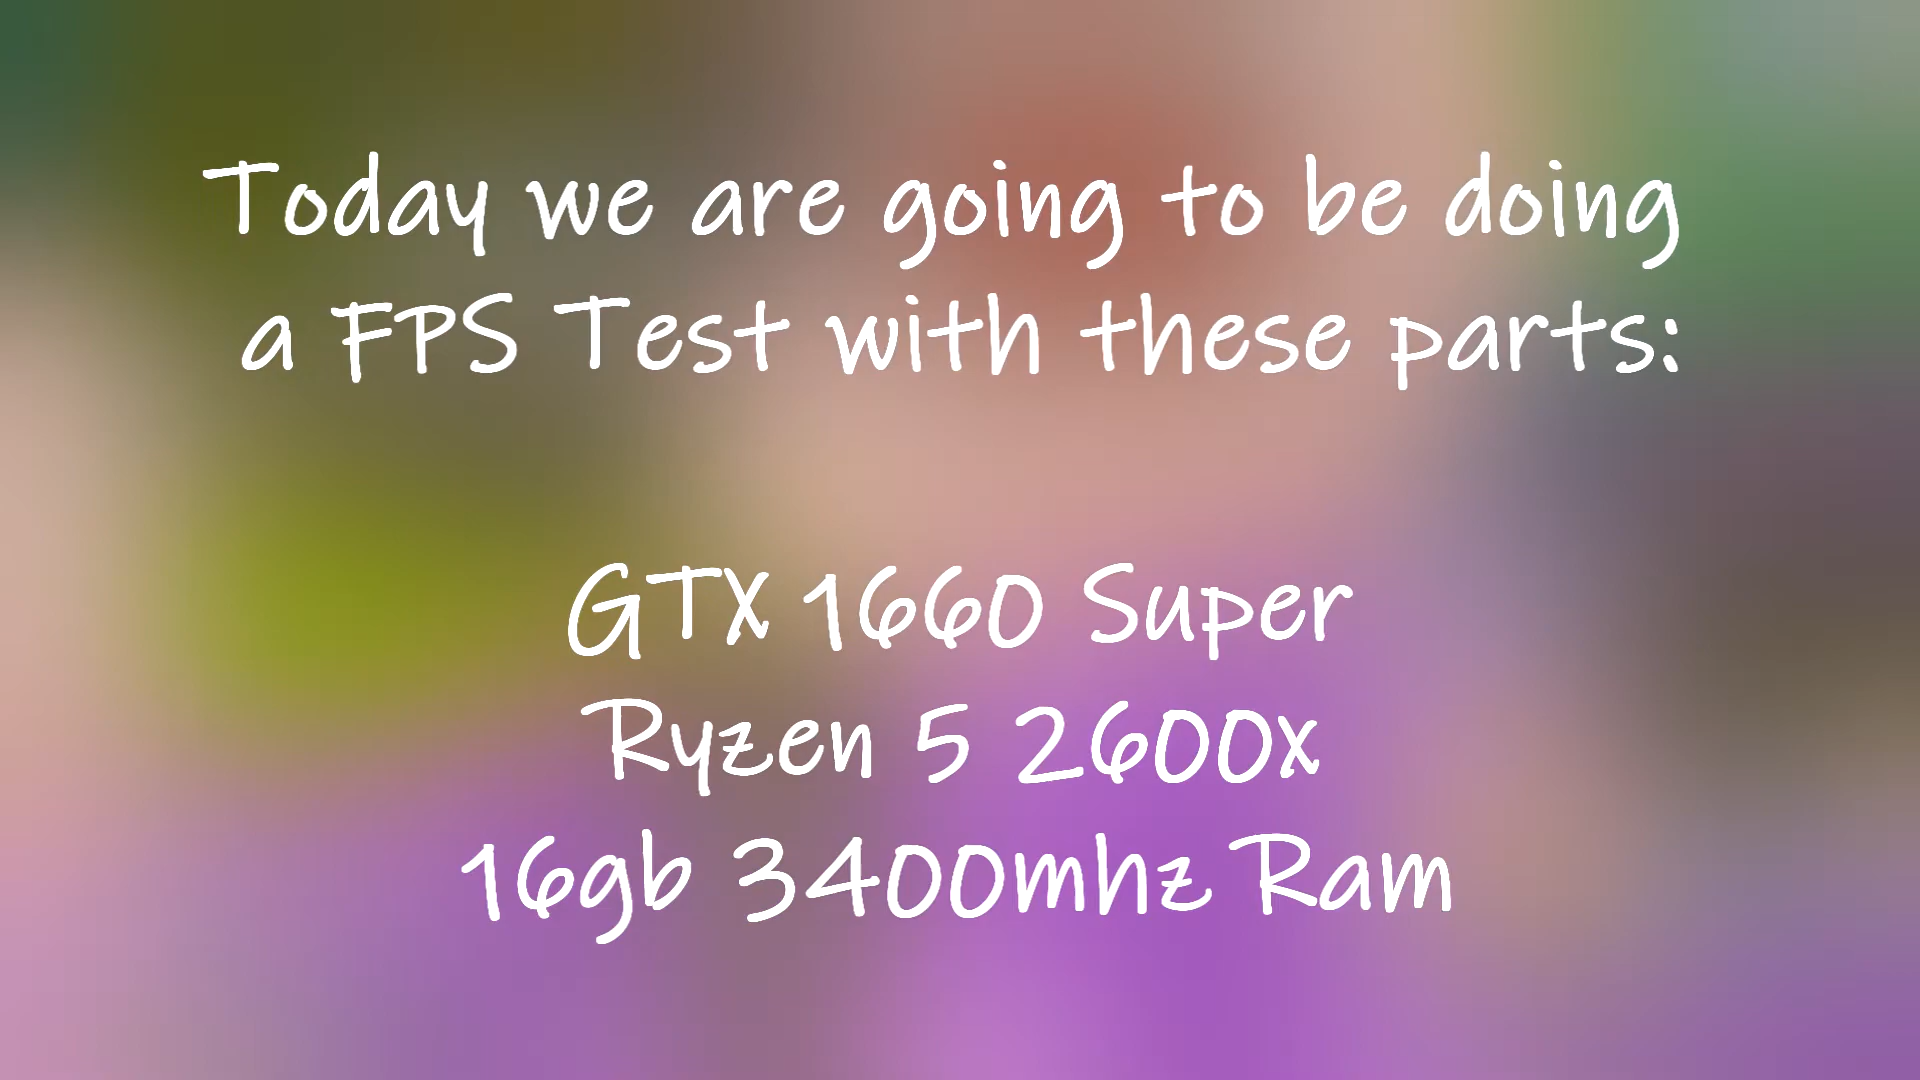 Today we are going to be doing
a FPS Test with these parts:
GTX 1660 Super
Ryzen 5 2600x
16gb 3400mhz Ram